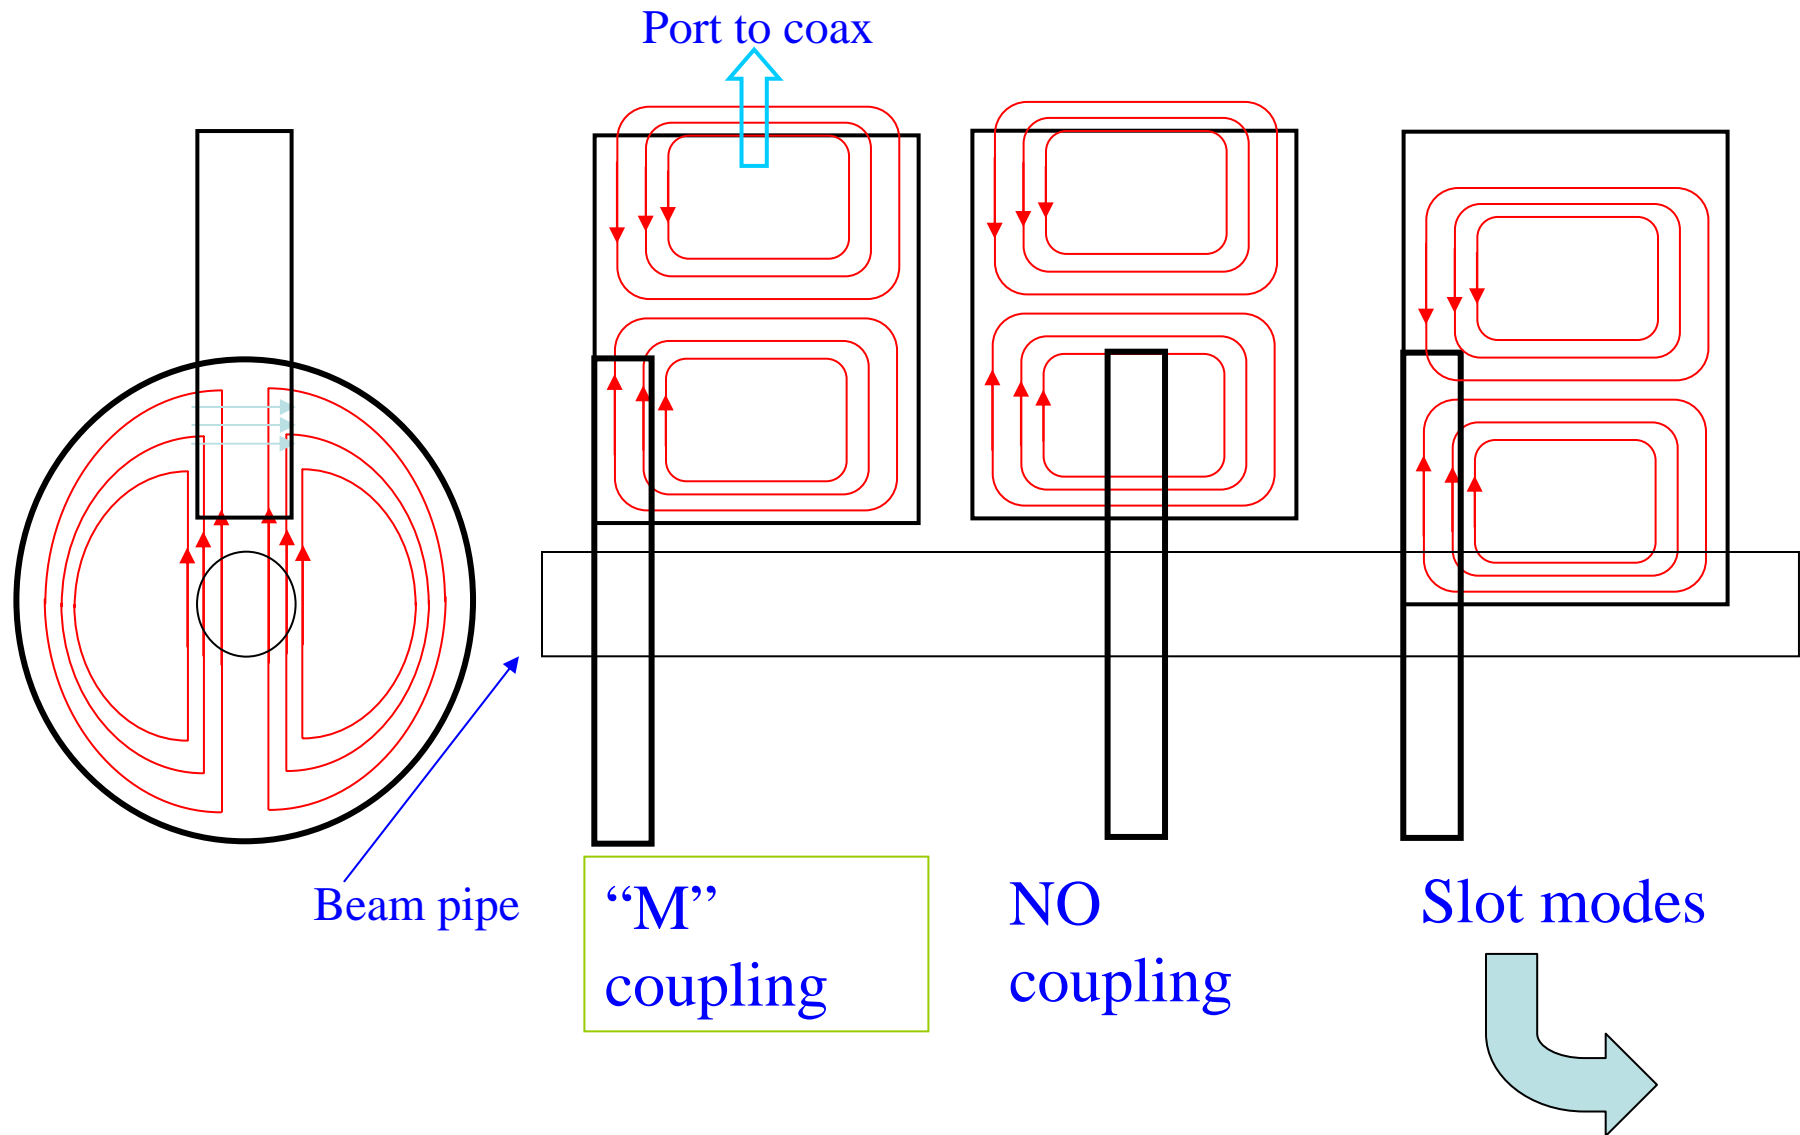 Port to coax
Beam pipe
“M”
coupling
NO
coupling
Slot modes